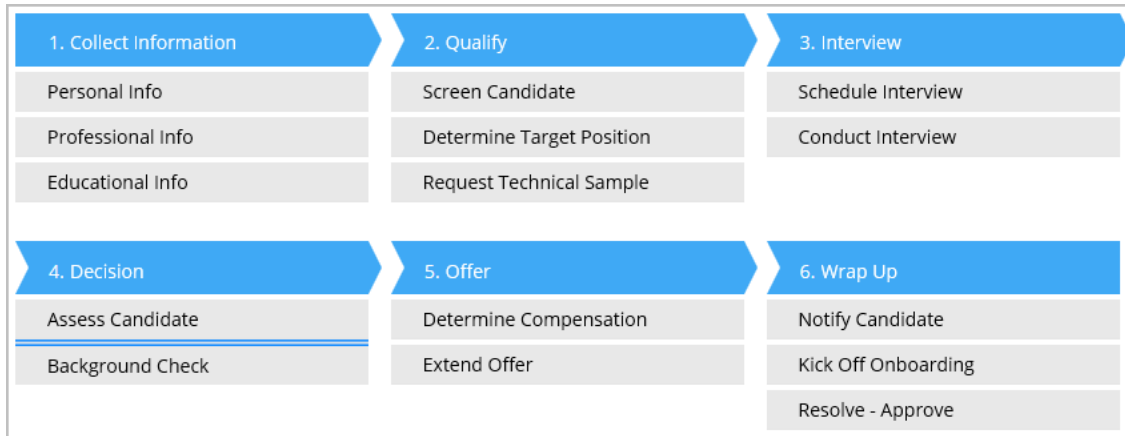 1. Collect Information
Personal Info
Professional Info
Educational Info
2. Qualify
Screen Candidate
Determine Target Position
Request Technical Sample
3. Interview
Schedule Interview
Conduct Interview
4. Decision
Assess Candidate
Background Check
5. Offer
Determine Compensation
Extend Offer
6. Wrap Up
Notify Candidate
Kick Off Onboarding
Resolve - Approve